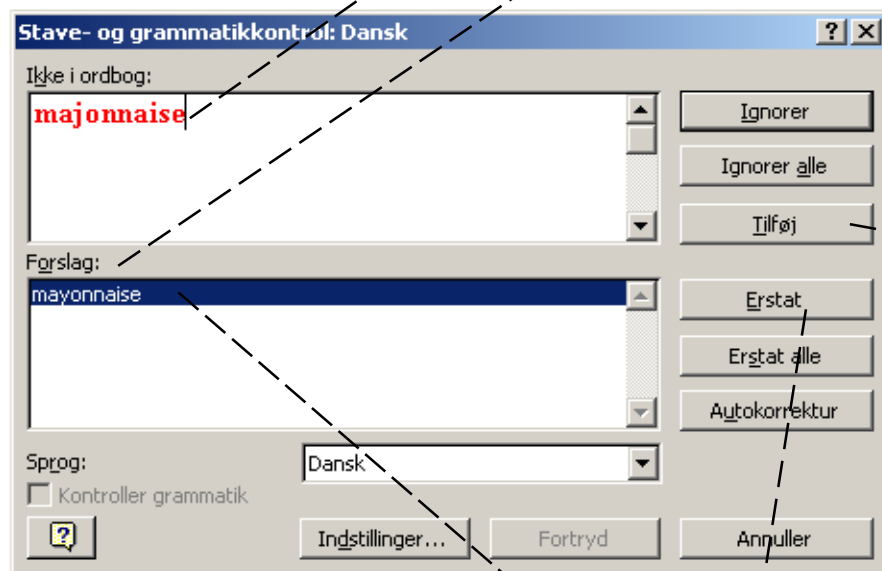 Stave- og grammatikkontrol: Dansk
Ikke i ordbog:
majonnaise
Ignorer
Ignorer alle
Tilføj
Forslag:
mayonnaise
Erstat
Erstat alle
Autokorrektur
Sprog:
Dansk
Kontroller grammatik
Indstillinger...
Fortryd
Annuller